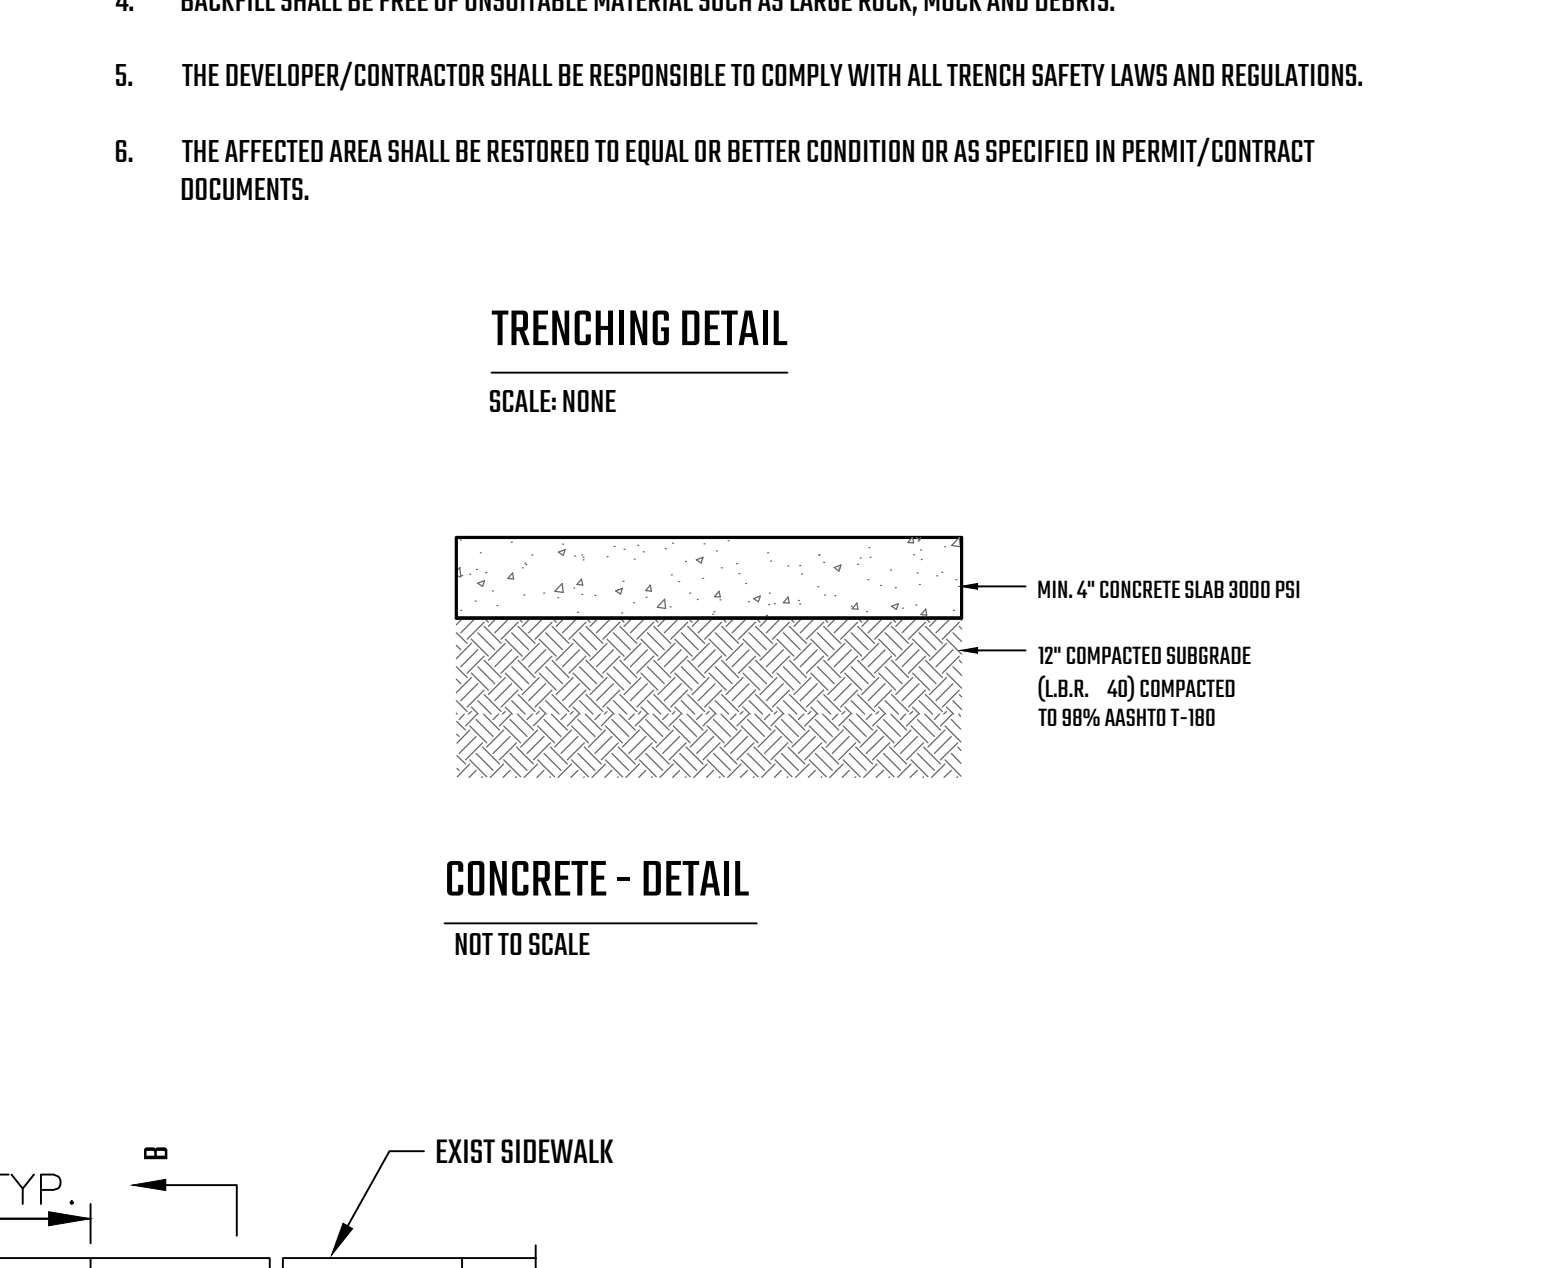 4. BACKFILL SHALL BE FREE OF UNSUITABLE MATERIAL SUCH AS LARGE ROCK, MUCK AND DEBRIS.
5. THE DEVELOPER/CONTRACTOR SHALL BE RESPONSIBLE TO COMPLY WITH ALL TRENCH SAFETY LAWS AND REGULATIONS.
6. THE AFFECTED AREA SHALL BE RESTORED TO EQUAL OR BETTER CONDITION OR AS SPECIFIED IN PERMIT/CONTRACT
DOCUMENTS.
TRENCHING DETAIL
SCALE: NONE
MIN. 4" CONCRETE SLAB 3000 PSI
12" COMPACTED SUBGRADE
(L.B.R. 40) COMPACTED
TO 98% AASHTO T-180
CONCRETE - DETAIL
NOT TO SCALE
B
EXIST SIDEWALK
TYP.